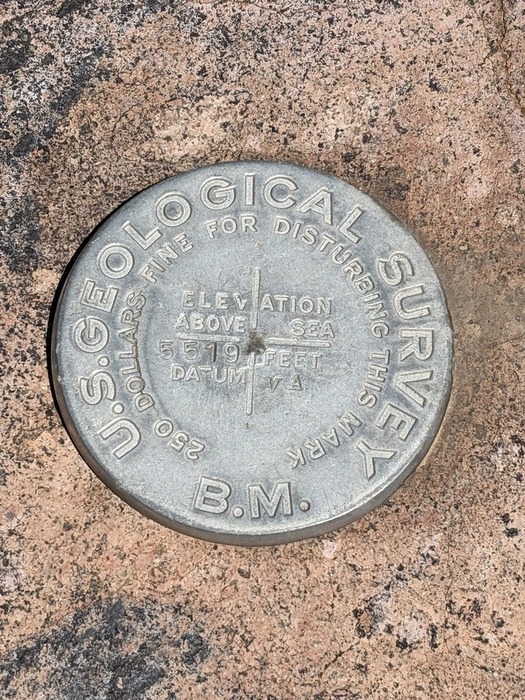 U.S. GEOLOGICAL SURVEY
250 DOLLARS FINE FOR DISTURBING THIS MARK
ELEVATION
ABOVE SEA
5519 FEET
DATUM
B.M.